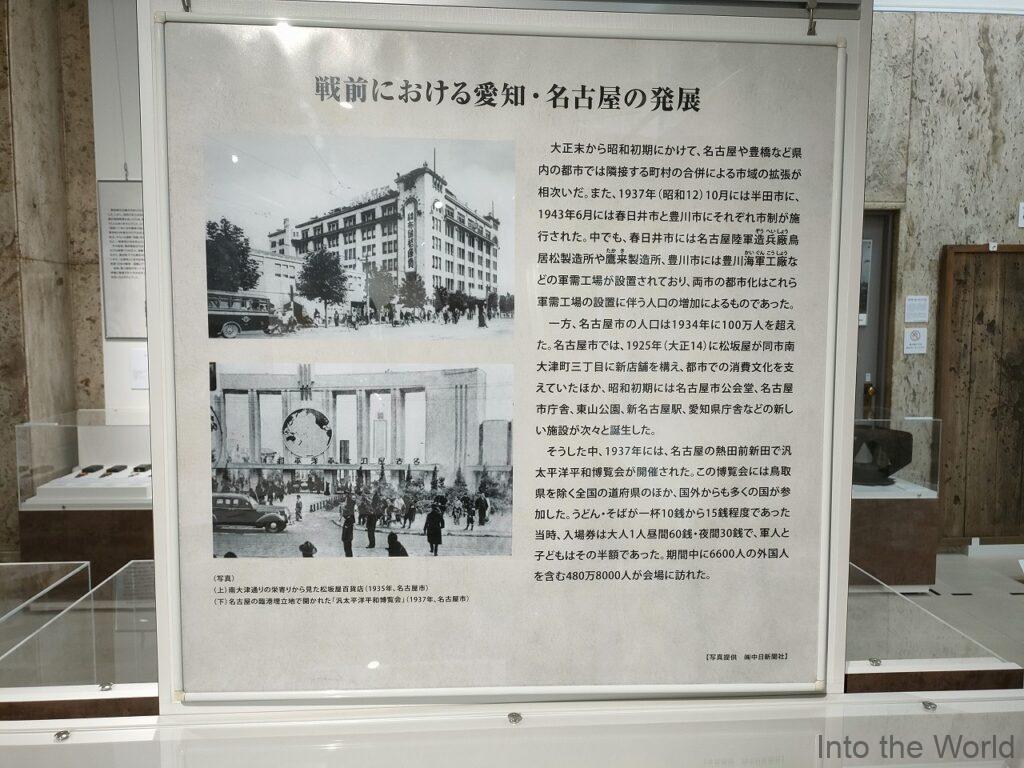 戦前における愛知・名古屋の発展
大正末から昭和初期にかけて、名古屋や豊橋など県
内の都市では隣接する町村の合併による市域の拡張が
相次いだ。また、1937年(昭和12)10月には半田市に、
1943年6月には春日井市と豊川市にそれぞれ市制が施
行された。中でも、春日井市には名古屋陸軍造兵廠鳥
居松製造所や鷹来製造所、豊川市には豊川海軍工廠な
どの軍需工場が設置されており、両市の都市化はこれら
軍需工場の設置に伴う人口の増加によるものであった。
一方、名古屋市の人口は1934年に100万人を超え
た。名古屋市では、1925年(大正14)に松坂屋が同市南
大津町三丁目に新店舗を構え、都市での消費文化を支
えていたほか、昭和初期には名古屋市公会堂、名古屋
市庁舎、東山公園、新名古屋駅、愛知県庁舎などの新し
い施設が次々と誕生した。
そうした中、1937年には、名古屋の熱田前新田で汎
太平洋平和博覧会が開催された。この博覧会には鳥取
県を除く全国の道府県のほか、国外からも多くの国が参
加した。うどん・そばが一杯10銭から15銭程度であった
当時、入場券は大人1人昼間60銭・夜間30銭で、軍人と
子どもはその半額であった。期間中に6600人の外国人
を含む480万8000人が会場に訪れた。
(写真)
(上)南大津通りの栄寄りから見た松坂屋百貨店(1935年、名古屋市)
(下)名古屋の臨港埋立地で開かれた「汎太平洋平和博覧会」(1937年、名古屋市)
【写真提供 ㈱中日新聞社】
Into the World